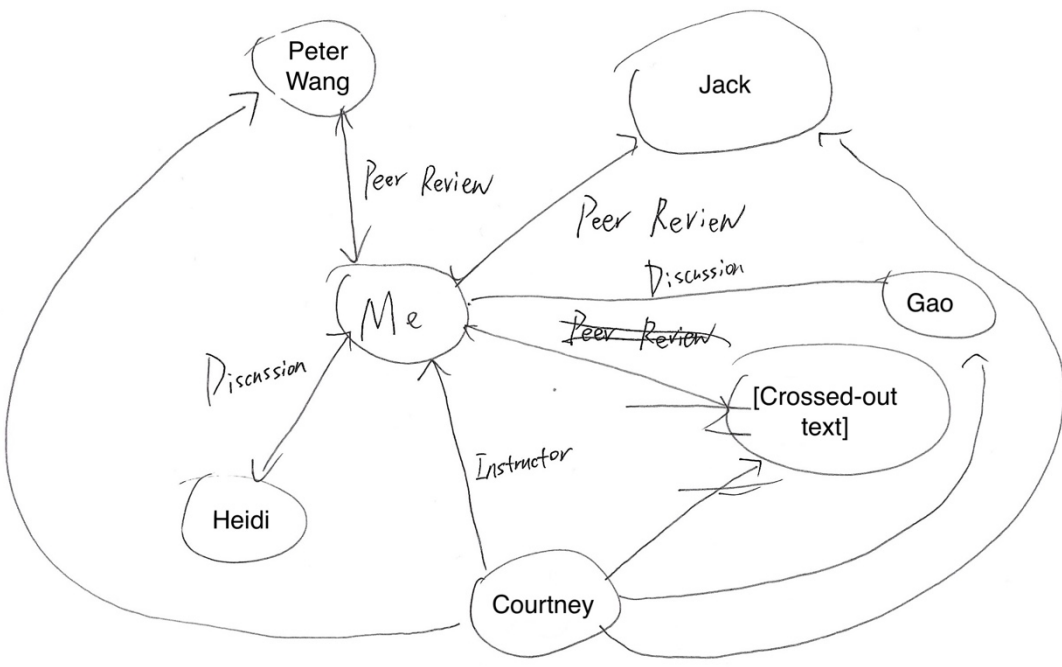 Peter
Wang
Jack
Peer Review
Peer Review
Discussion
Gao
Me
Peer Review
Discussion
[Crossed-out
text]
Instructor
Heidi
Courtney